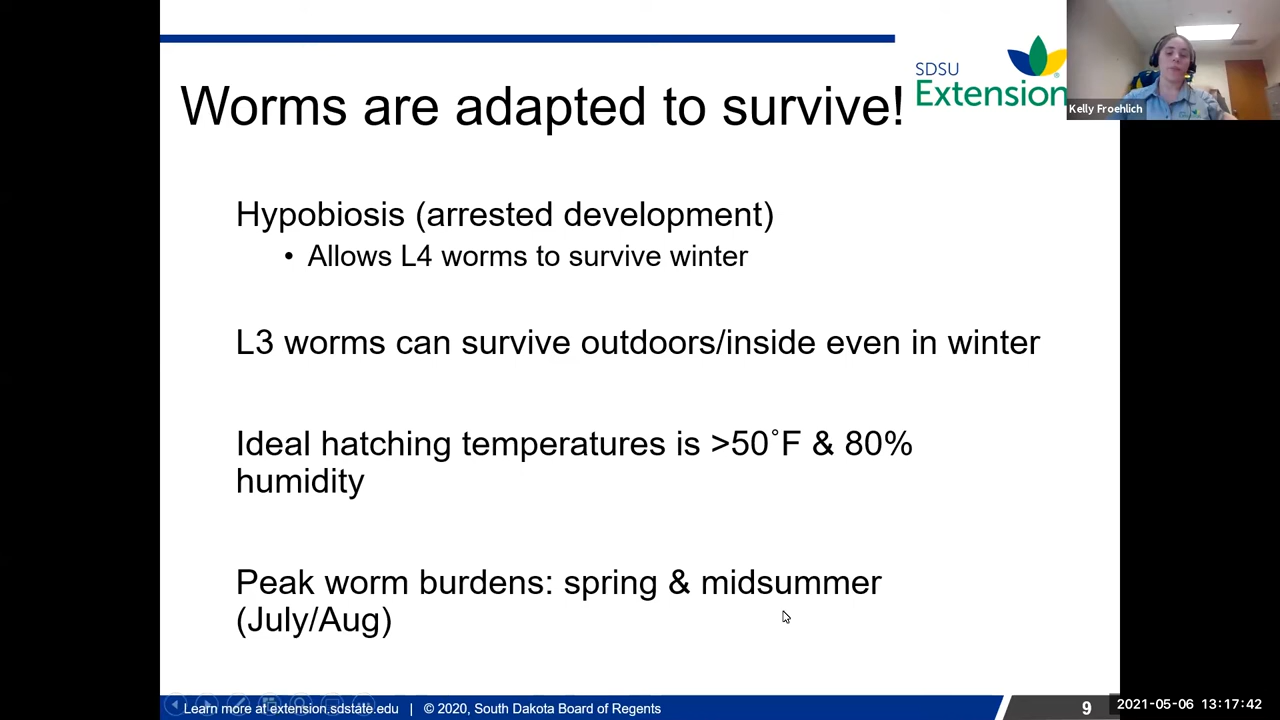 SDSU
Extension
Kelly Froehlich
Worms are adapted to survive!
Hypobiosis (arrested development)
• Allows L4 worms to survive winter
L3 worms can survive outdoors/inside even in winter
Ideal hatching temperatures is >50˚F & 80%
humidity
Peak worm burdens: spring & midsummer
(July/Aug)
Learn more at extension.sdstate.edu | © 2020, South Dakota Board of Regents
9
2021-05-06 13:17:42